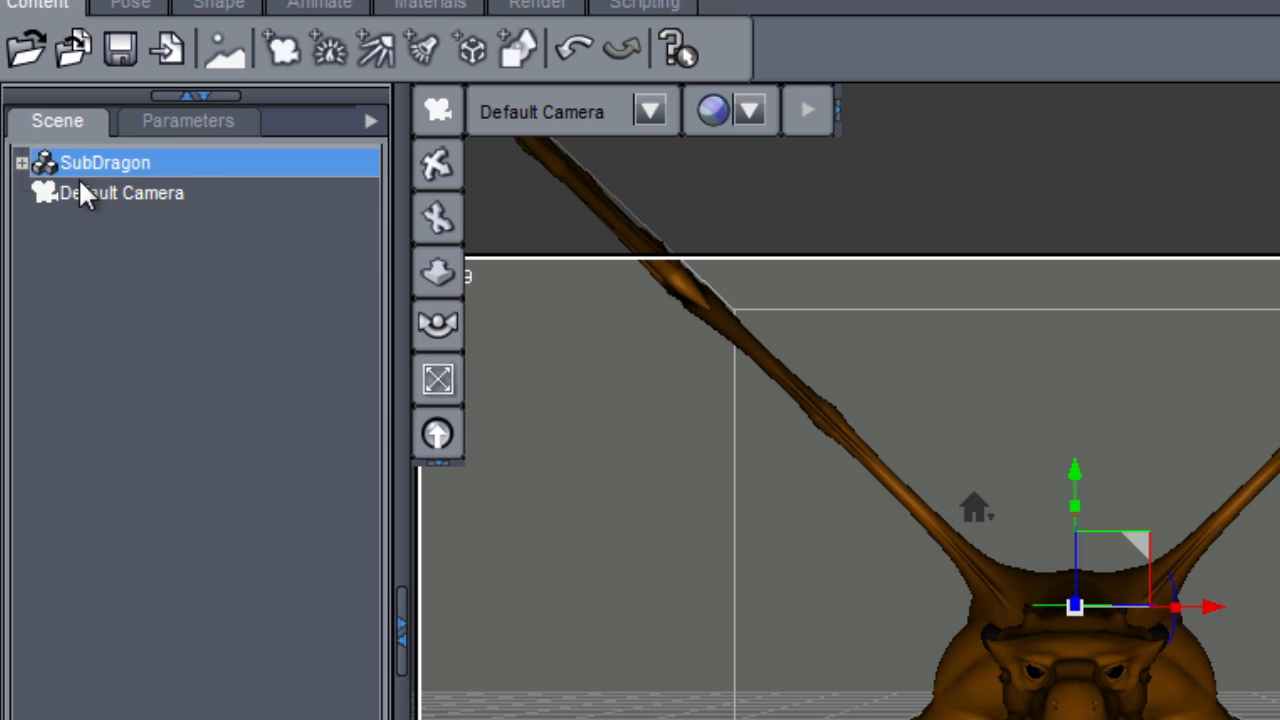 Content Pose Shape Animate Materials Render Scripting
Default Camera
Scene Parameters
SubDragon
Default Camera